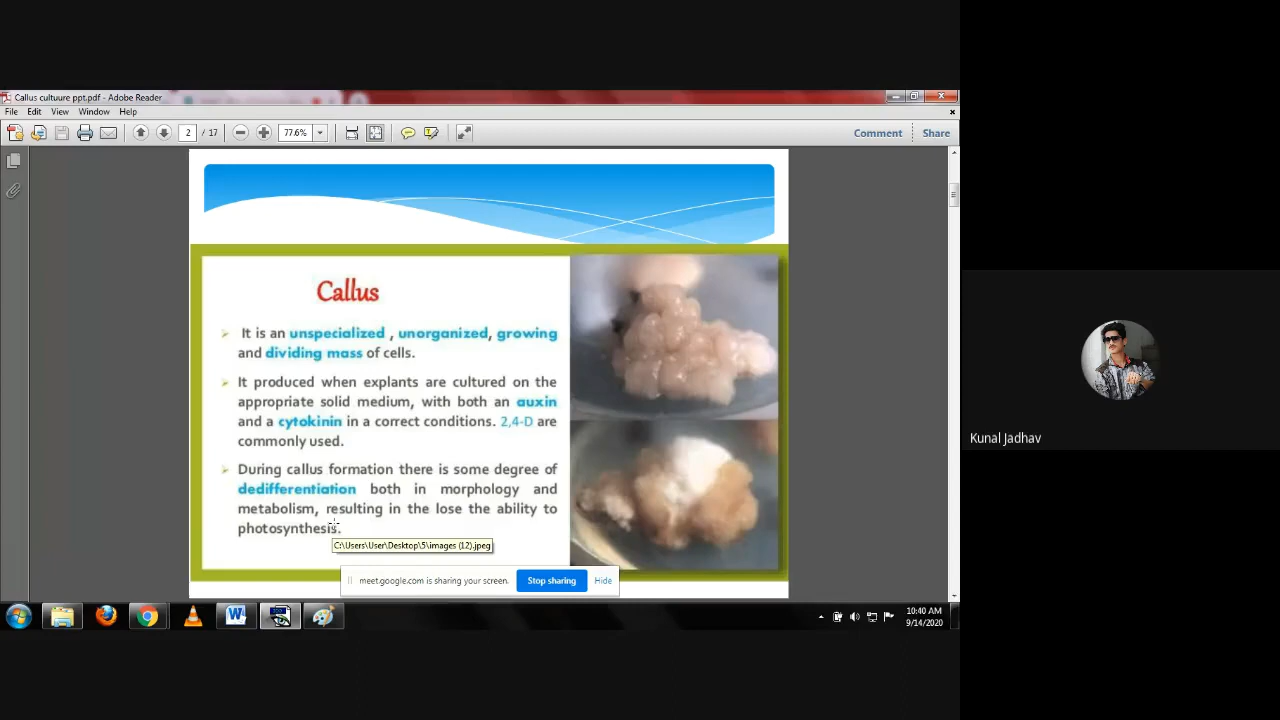 Callus cultuure ppt.pdf - Adobe Reader
File Edit View Window Help
2 / 17 77.6% Comment Share
Callus
It is an unspecialized , unorganized, growing
and dividing mass of cells.
It produced when explants are cultured on the
appropriate solid medium, with both an auxin
and a cytokinin in a correct conditions. 2,4-D are
commonly used.
During callus formation there is some degree of
dedifferentiation both in morphology and
metabolism, resulting in the lose the ability to
photosynthesis.
C:\Users\User\Desktop\5\images (12).jpeg
meet.google.com is sharing your screen. Stop sharing Hide
10:40 AM
9/14/2020
Kunal Jadhav